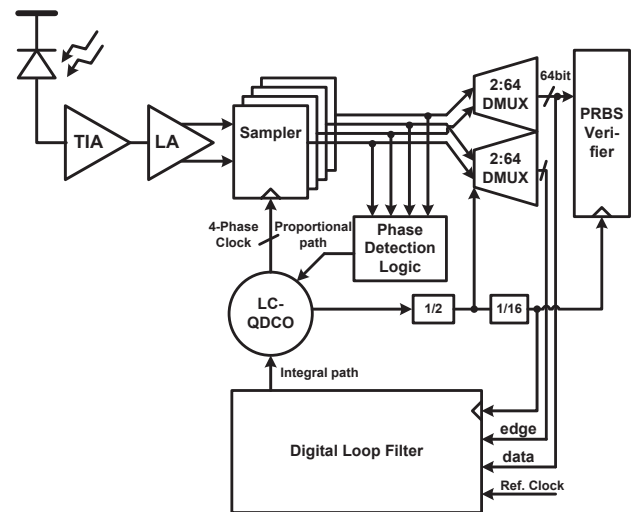 2:64
DMUX
64bit
PRBS
Veri-
fier
TIA
LA
Sampler
2:64
DMUX
4-Phase
Clock
Proportional
path
Phase
Detection
Logic
LC-
QDCO
1/2
1/16
Integral path
Digital Loop Filter
edge
data
Ref. Clock